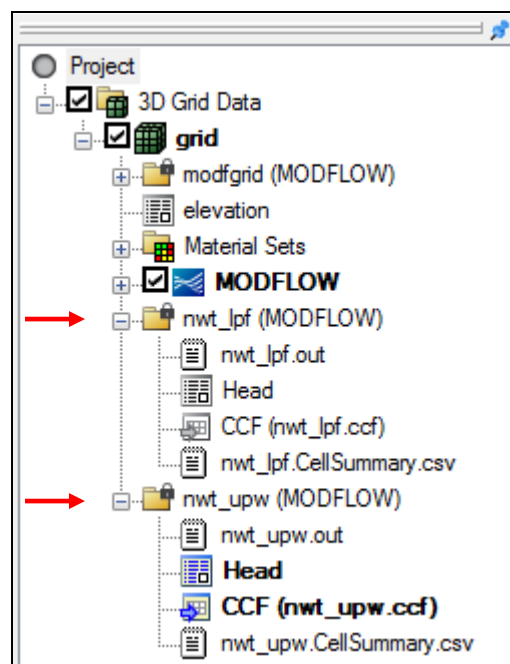 Project
3D Grid Data
grid
modfgrid (MODFLOW)
elevation
Material Sets
MODFLOW
nwt_lpf (MODFLOW)
nwt_lpf.out
Head
CCF (nwt_lpf.ccf)
nwt_lpf.CellSummary.csv
nwt_upw (MODFLOW)
nwt_upw.out
Head
CCF (nwt_upw.ccf)
nwt_upw.CellSummary.csv